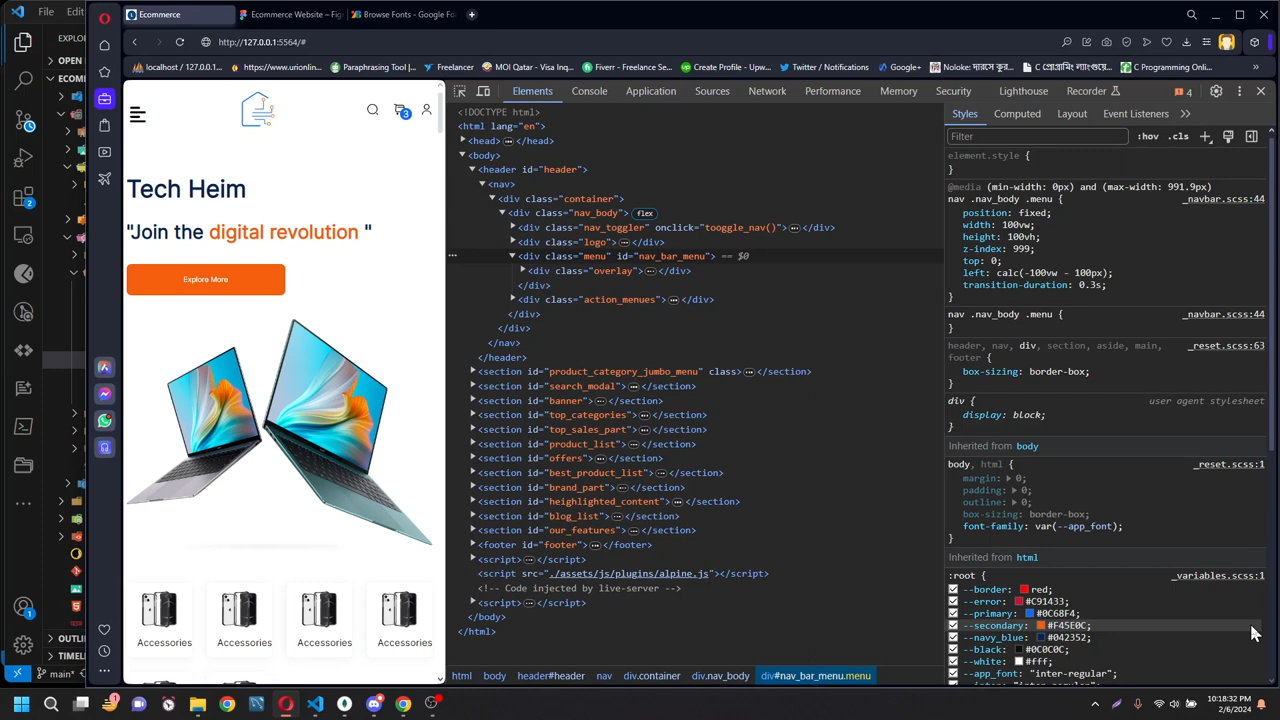 File Edit
Ecommerce
Ecommerce Website – Fig
Browse Fonts - Google Fo
http://127.0.0.1:5564/#
localhost / 127.0.0.1...
https://www.urionlin...
Paraphrasing Tool |...
Freelancer
MOI Qatar - Visa Inq...
Fiverr - Freelance Se...
Create Profile - Upw...
Twitter / Notifications
Google+
C Programing Onli...
EXPLO
OPEN
ECOMM
OUTLIN
TIMELI
main*
Tech Heim
"Join the digital revolution "
Explore More
Accessories Accessories Accessories Accessories
3
Elements Console Application Sources Network Performance Memory Security Lighthouse Recorder 4
<!DOCTYPE html>
<html lang="en">
<head> ••• </head>
<body>
<header id="header">
<nav>
<div class="container">
<div class="nav_body"> flex
<div class="nav_toggler" onclick="tooggle_nav()"> ••• </div>
<div class="logo"> ••• </div>
<div class="menu" id="nav_bar_menu"> == $0
<div class="overlay"> ••• </div>
</div>
<div class="action_menues"> ••• </div>
</div>
</div>
</nav>
</header>
<section id="product_category_jumbo_menu" class> ••• </section>
<section id="search_modal"> ••• </section>
<section id="banner"> ••• </section>
<section id="top_categories"> ••• </section>
<section id="top_sales_part"> ••• </section>
<section id="product_list"> ••• </section>
<section id="offers"> ••• </section>
<section id="best_product_list"> ••• </section>
<section id="brand_part"> ••• </section>
<section id="heighlighted_content"> ••• </section>
<section id="blog_list"> ••• </section>
<section id="our_features"> ••• </section>
<footer id="footer"> ••• </footer>
<script> ••• </script>
<script src="./assets/js/plugins/alpine.js"></script>
<!-- Code injected by live-server -->
<script> ••• </script>
</body>
</html>
html body header#header nav div.container div.nav_body div#nav_bar_menu.menu
Styles Computed Layout Event Listeners
Filter :hov .cls
element.style {
}
@media (min-width: 0px) and (max-width: 991.9px)
nav .nav_body .menu { _navbar.scss:44
position: fixed;
width: 100vw;
height: 100vh;
z-index: 999;
top: 0;
left: calc(-100vw - 100px);
transition-duration: 0.3s;
}
nav .nav_body .menu { _navbar.scss:44
}
header, nav, div, section, aside, main, _reset.scss:63
footer {
box-sizing: border-box;
}
div { user agent stylesheet
display: block;
}
Inherited from body
body, html { _reset.scss:1
margin: 0;
padding: 0;
outline: 0;
box-sizing: border-box;
font-family: var(--app_font);
}
Inherited from html
:root { _variables.scss:1
--border: red;
--error: #C91433;
--primary: #0C68F4;
--secondary: #F45E0C;
--navy_blue: #042352;
--black: #0C0C0C;
--white: #fff;
--app_font: "inter-regular";
10:18:32 PM
2/6/2024